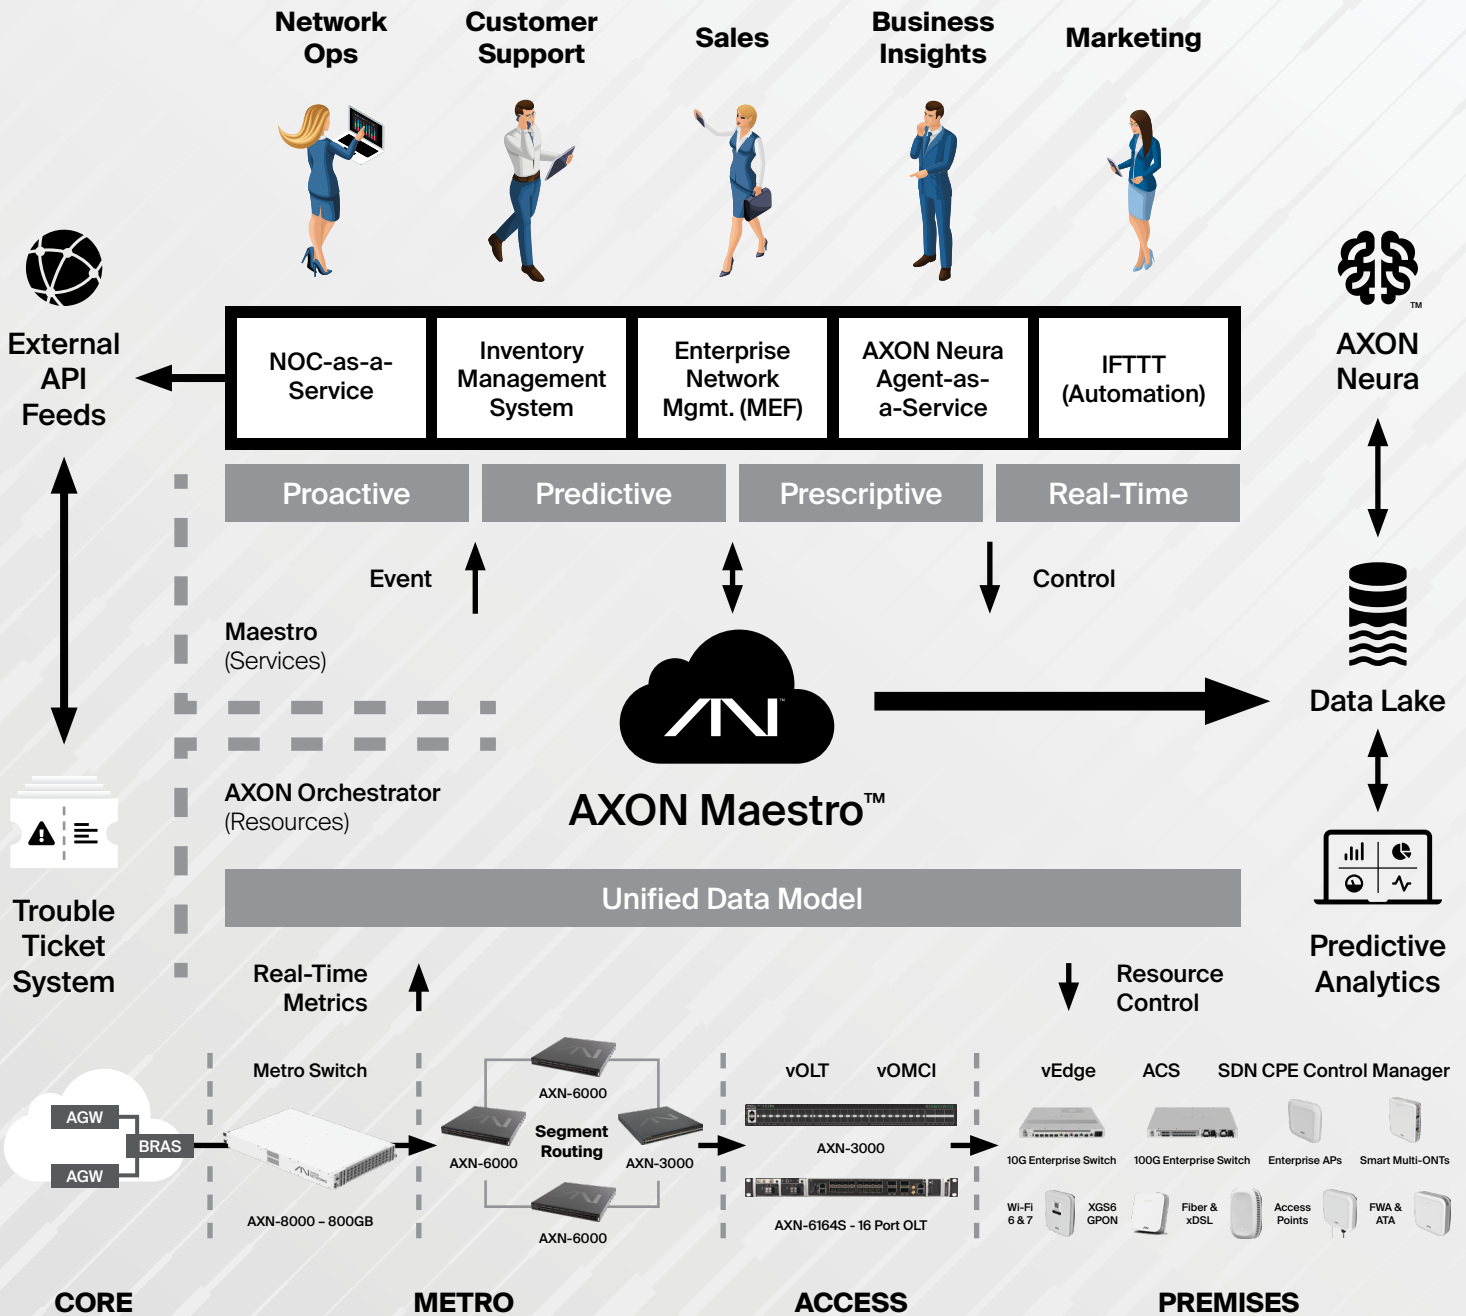 Network
Ops
Customer
Support
Sales
Business
Insights
Marketing
External
API
Feeds
NOC-as-a-
Service
Inventory
Management
System
Enterprise
Network
Mgmt. (MEF)
AXON Neura
Agent-as-
a-Service
IFTTT
(Automation)
TM
AXON
Neura
Proactive
Predictive
Prescriptive
Real-Time
Event
Control
Maestro
(Services)
AXON Orchestrator
(Resources)
AXON Maestro™
Data Lake
Unified Data Model
Trouble
Ticket
System
Predictive
Analytics
Real-Time
Metrics
Resource
Control
AGW
AGW
BRAS
Metro Switch
AXN-8000 – 800GB
AXN-6000
AXN-6000
Segment
Routing
AXN-3000
AXN-6000
vOLT
vOMCI
AXN-3000
AXN-6164S - 16 Port OLT
vEdge
ACS
SDN CPE Control Manager
10G Enterprise Switch
100G Enterprise Switch
Enterprise APs
Smart Multi-ONTs
Wi-Fi
6 & 7
XGS6
GPON
Fiber &
xDSL
Access
Points
FWA &
ATA
CORE
METRO
ACCESS
PREMISES